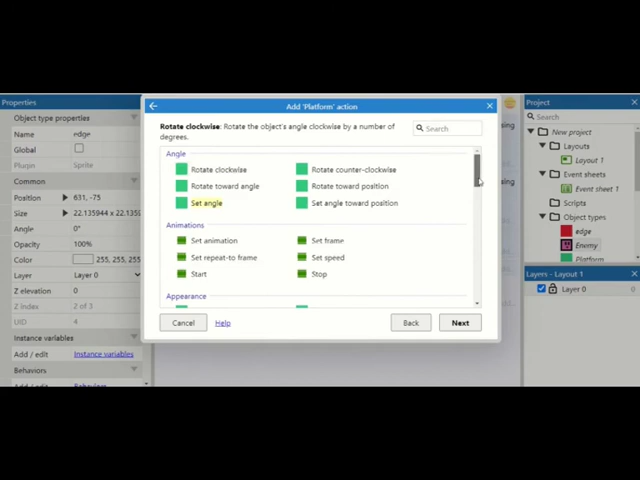 Properties
Object type properties
Name edge
Global
Plugin Sprite
Common
Position 631, -75
Size 22.135944 x 22.135
Angle 0°
Opacity 100%
Color 255, 255, 255
Layer Layer 0
Z elevation 0
Z index 2 of 3
UID 4
Instance variables
Add / edit Instance variables
Behaviors
Add / edit Behaviors
Add 'Platform' action
Rotate clockwise: Rotate the object's angle clockwise by a number of
degrees.
Search
Angle
Rotate clockwise Rotate counter-clockwise
Rotate toward angle Rotate toward position
Set angle Set angle toward position
Animations
Set animation Set frame
Set repeat-to frame Set speed
Start Stop
Appearance
Cancel Help Back Next
Project
Search
New project
Layouts
Layout 1
Event sheets
Event sheet 1
Scripts
Object types
edge
Enemy
Platform
Layers - Layout 1
Layer 0 0